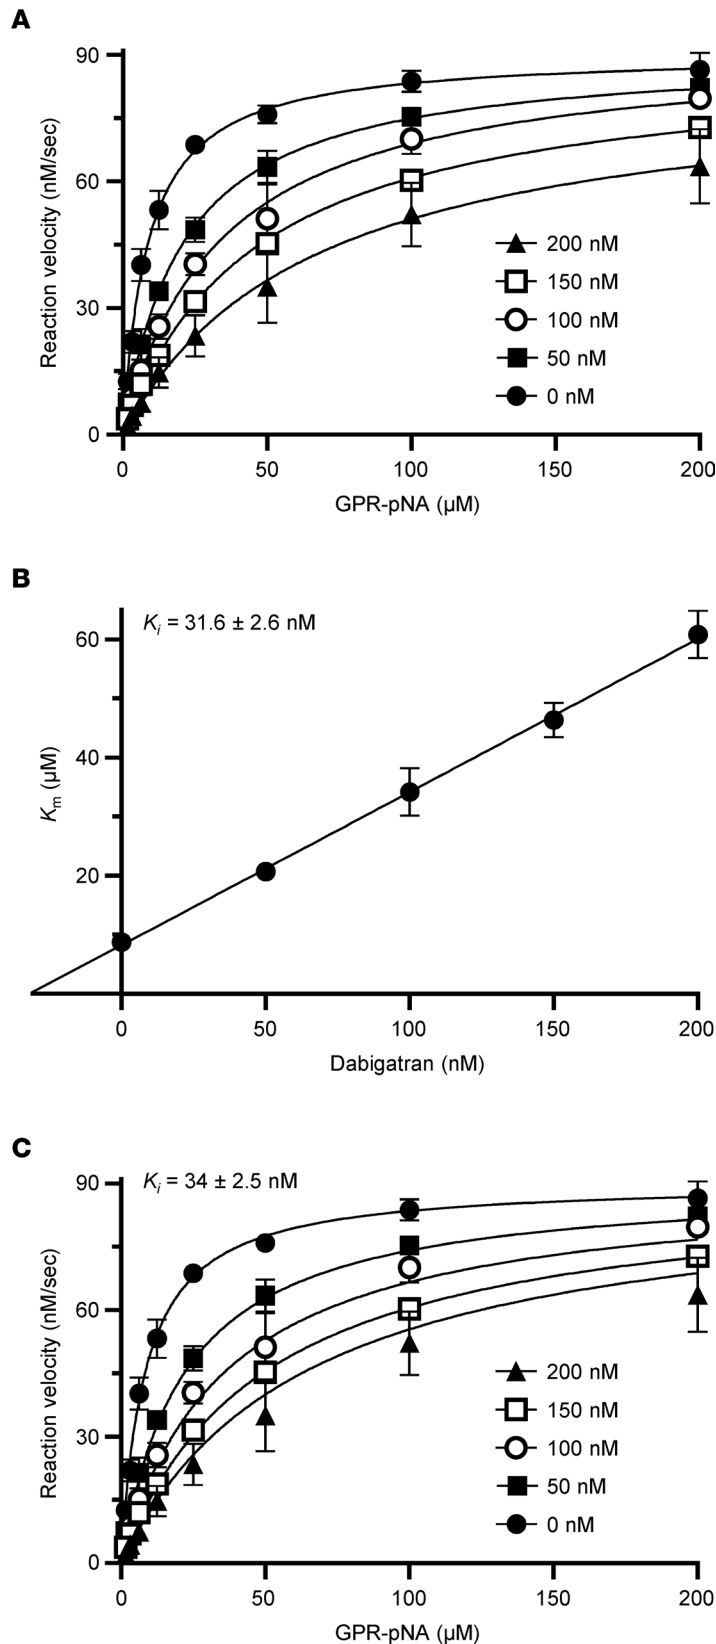 A
90
60
30
0
Reaction velocity (nM/sec)
200 nM
150 nM
100 nM
50 nM
0 nM
0 50 100 150 200
GPR-pNA (μM)
B
Ki = 31.6 ± 2.6 nM
60
40
20
Km (μM)
0 50 100 150 200
Dabigatran (nM)
C
Ki = 34 ± 2.5 nM
90
60
30
0
Reaction velocity (nM/sec)
200 nM
150 nM
100 nM
50 nM
0 nM
0 50 100 150 200
GPR-pNA (μM)